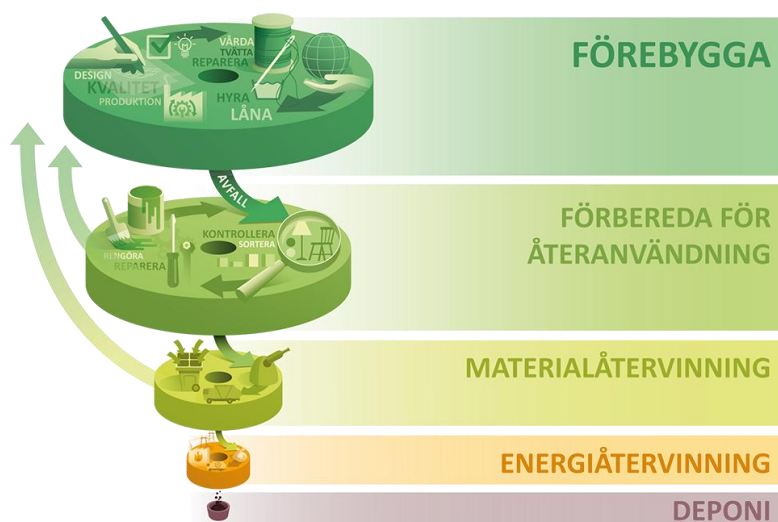 FÖREBYGGA
VÅRDA
TVÄTTA
REPARERA
DESIGN
KVALITET
PRODUKTION
HYRA
LÅNA
AVFALL
FÖRBEREDA FÖR
ÅTERANVÄNDNING
KONTROLLERA
SORTERA
RENGÖRA
REPARERA
MATERIALÅTERVINNING
ENERGIÅTERVINNING
DEPONI